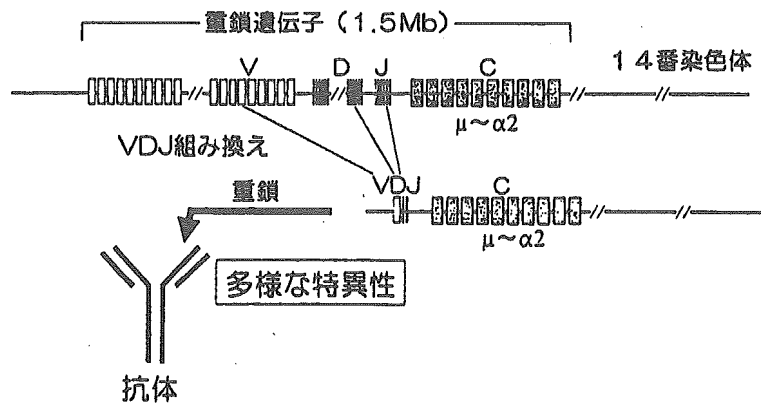 重鎖遺伝子（1.5Mb）
V D J C 14番染色体
μ～α2
VDJ組み換え
VDJ C
重鎖
μ～α2
多様な特異性
抗体